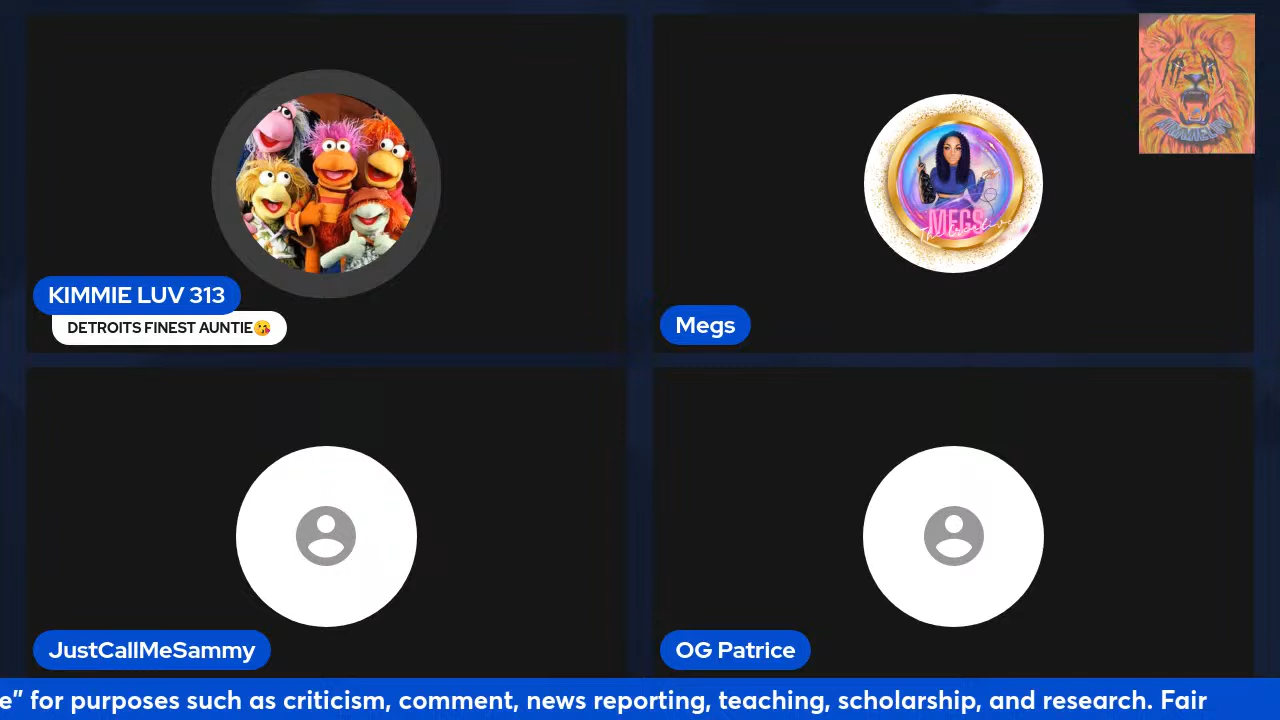 KIMMIE LUV 313
DETROITS FINEST AUNTIE😘
MEGS
Megs
JustCallMeSammy
OG Patrice
e" for purposes such as criticism, comment, news reporting, teaching, scholarship, and research. Fair